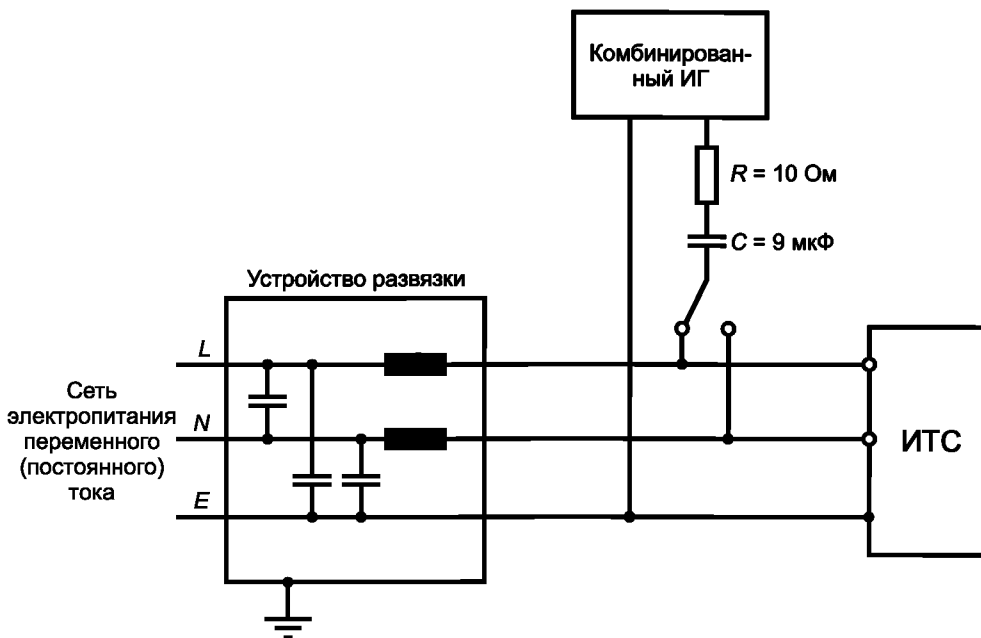 Комбинирован-
ный ИГ
R = 10 Ом
C = 9 мкФ
Устройство развязки
L
Сеть
электропитания
переменного
(постоянного)
тока
N
E
ИТС